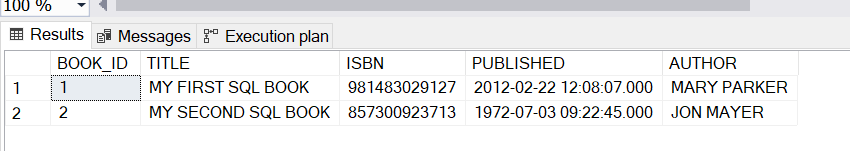 100 %
Results Messages Execution plan
BOOK_ID TITLE ISBN PUBLISHED AUTHOR
1 1 MY FIRST SQL BOOK 981483029127 2012-02-22 12:08:07.000 MARY PARKER
2 2 MY SECOND SQL BOOK 857300923713 1972-07-03 09:22:45.000 JON MAYER